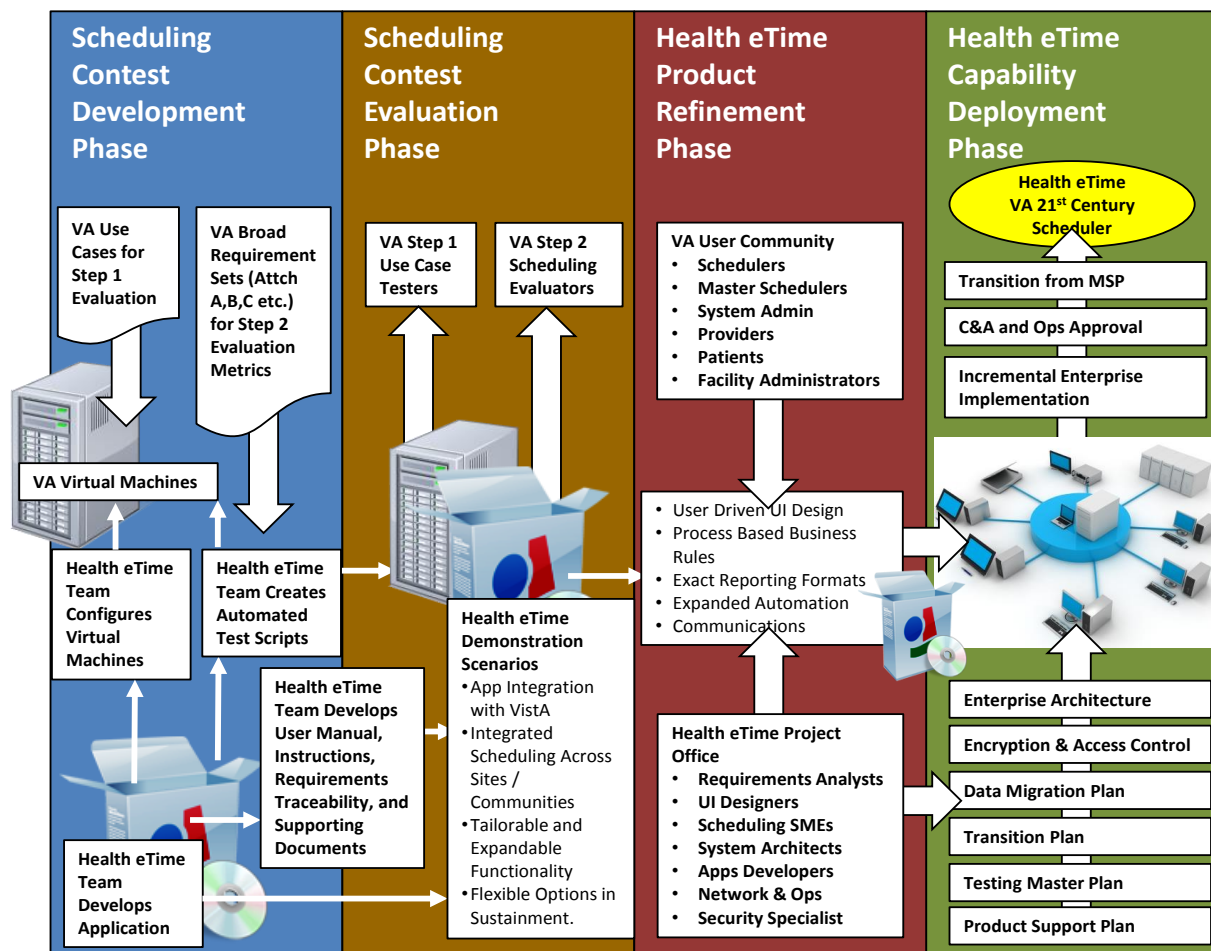 Scheduling
Contest
Development
Phase
VA Use
Cases for
Step 1
Evaluation
VA Broad
Requirement
Sets (Attch
A,B,C etc.)
for Step 2
Evaluation
Metrics
VA Virtual Machines
Health eTime
Team
Configures
Virtual
Machines
Health eTime
Team Creates
Automated
Test Scripts
Health eTime
Team Develops
User Manual,
Instructions,
Requirements
Traceability, and
Supporting
Documents
Health eTime
Team
Develops
Application
Scheduling
Contest
Evaluation
Phase
VA Step 1
Use Case
Testers
VA Step 2
Scheduling
Evaluators
Health eTime
Demonstration
Scenarios
• App Integration
with VistA
• Integrated
Scheduling Across
Sites /
Communities
• Tailorable and
Expandable
Functionality
• Flexible Options in
Sustainment.
Health eTime
Product
Refinement
Phase
VA User Community
• Schedulers
• Master Schedulers
• System Admin
• Providers
• Patients
• Facility Administrators
• User Driven UI Design
• Process Based Business
Rules
• Exact Reporting Formats
• Expanded Automation
• Communications
Health eTime Project
Office
• Requirements Analysts
• UI Designers
• Scheduling SMEs
• System Architects
• Apps Developers
• Network & Ops
• Security Specialist
Health eTime
Capability
Deployment
Phase
Health eTime
VA 21st Century
Scheduler
Transition from MSP
C&A and Ops Approval
Incremental Enterprise
Implementation
Enterprise Architecture
Encryption & Access Control
Data Migration Plan
Transition Plan
Testing Master Plan
Product Support Plan